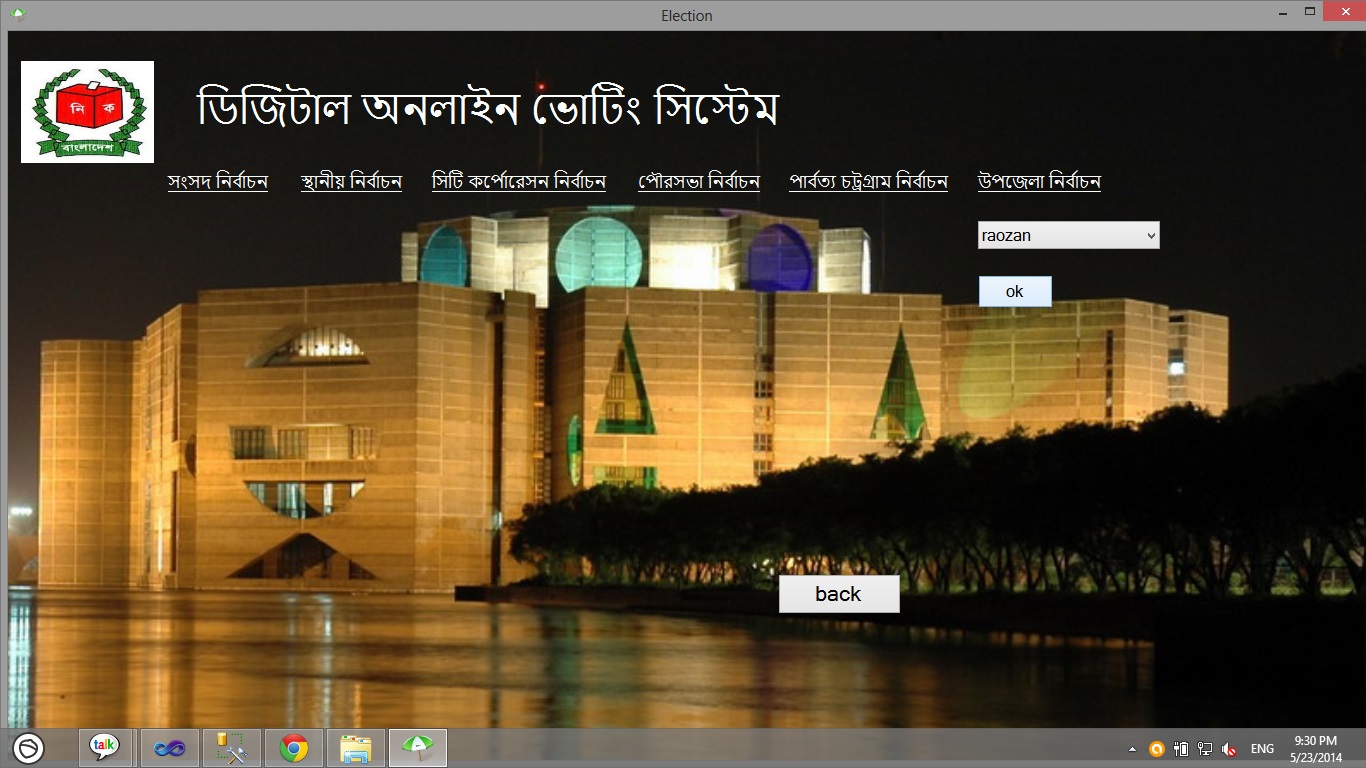 Election
নি ক
বাংলাদেশ
ডিজিটাল অনলাইন ভোটিং সিস্টেম
সংসদ নির্বাচন স্থানীয় নির্বাচন সিটি কর্পোরেসন নির্বাচন পৌরসভা নির্বাচন পার্বত্য চট্রগ্রাম নির্বাচন উপজেলা নির্বাচন
raozan
ok
back
talk
ENG
9:30 PM
5/23/2014